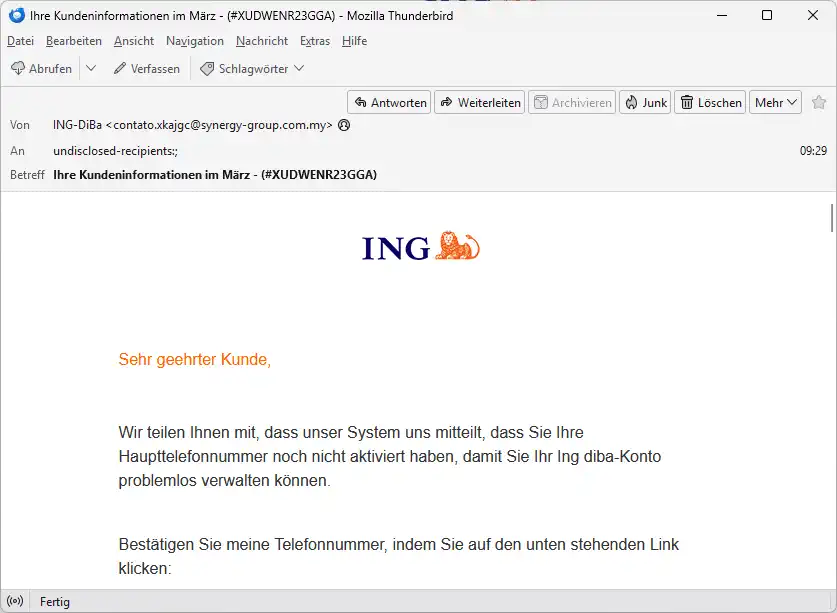 Ihre Kundeninformationen im März - (#XUDWENR23GGA) - Mozilla Thunderbird
Datei Bearbeiten Ansicht Navigation Nachricht Extras Hilfe
Abrufen Verfassen Schlagwörter
Antworten Weiterleiten Archivieren Junk Löschen Mehr
Von ING-DiBa <contato.xkajgc@synergy-group.com.my>
An undisclosed-recipients:; 09:29
Betreff Ihre Kundeninformationen im März - (#XUDWENR23GGA)
ING
Sehr geehrter Kunde,
Wir teilen Ihnen mit, dass unser System uns mitteilt, dass Sie Ihre
Haupttelefonnummer noch nicht aktiviert haben, damit Sie Ihr Ing diba-Konto
problemlos verwalten können.
Bestätigen Sie meine Telefonnummer, indem Sie auf den unten stehenden Link
klicken:
Fertig